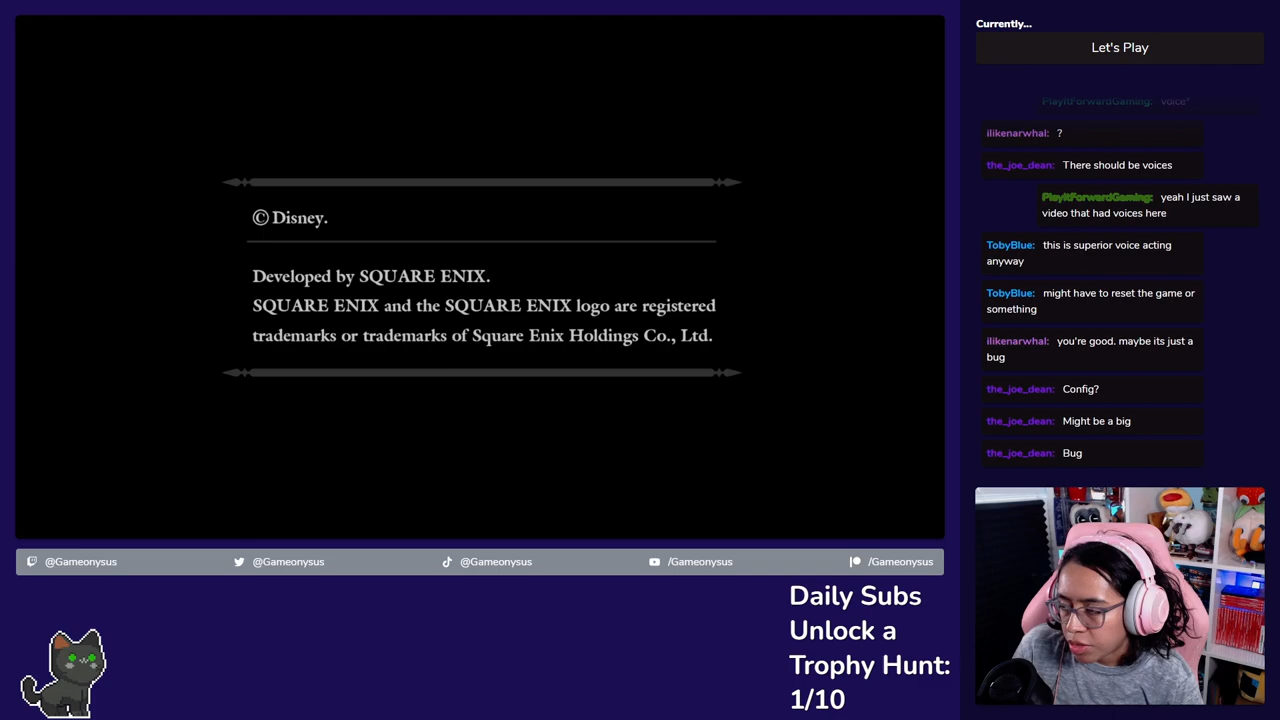 Currently...
Let's Play
PlayItForwardGaming: voice*
ilikenarwhal: ?
the_joe_dean: There should be voices
PlayItForwardGaming: yeah I just saw a
video that had voices here
TobyBlue: this is superior voice acting
anyway
TobyBlue: might have to reset the game or
something
ilikenarwhal: you're good. maybe its just a
bug
the_joe_dean: Config?
the_joe_dean: Might be a big
the_joe_dean: Bug
© Disney.
Developed by SQUARE ENIX.
SQUARE ENIX and the SQUARE ENIX logo are registered
trademarks or trademarks of Square Enix Holdings Co., Ltd.
@Gameonysus @Gameonysus @Gameonysus /Gameonysus /Gameonysus
Daily Subs
Unlock a
Trophy Hunt:
1/10